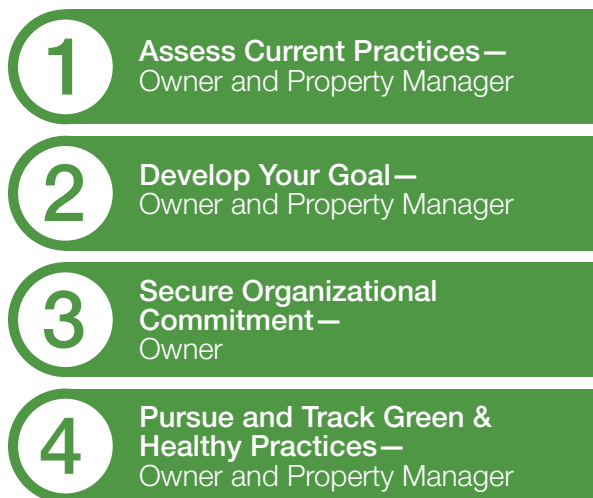 1
Assess Current Practices—
Owner and Property Manager
2
Develop Your Goal—
Owner and Property Manager
3
Secure Organizational
Commitment—
Owner
4
Pursue and Track Green &
Healthy Practices—
Owner and Property Manager